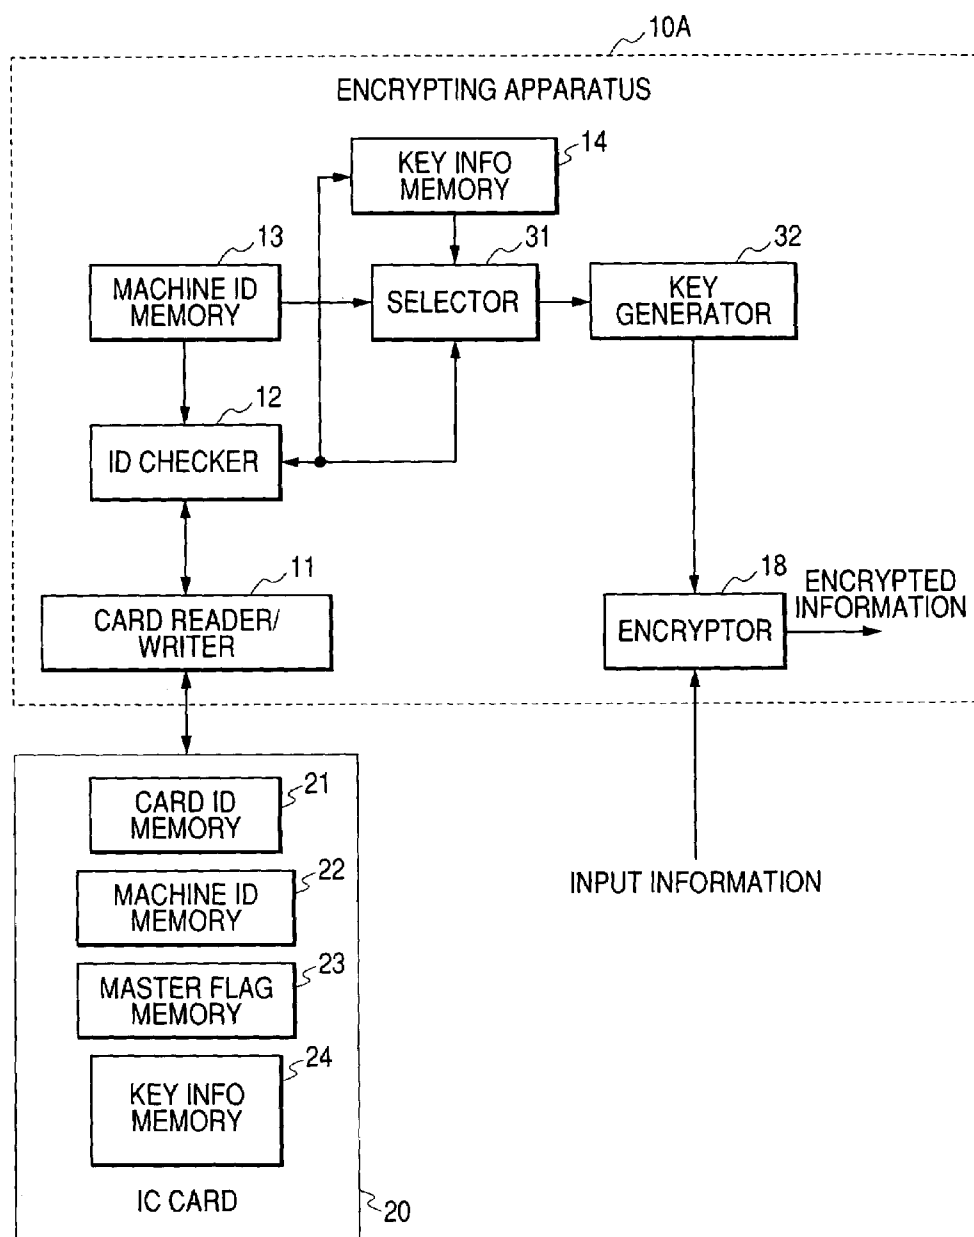 10A
ENCRYPTING APPARATUS
14
KEY INFO
MEMORY
13
31
32
MACHINE ID
MEMORY
SELECTOR
KEY
GENERATOR
12
ID CHECKER
11
CARD READER/
WRITER
18
ENCRYPTOR
ENCRYPTED
INFORMATION
21
CARD ID
MEMORY
22
MACHINE ID
MEMORY
INPUT INFORMATION
23
MASTER FLAG
MEMORY
24
KEY INFO
MEMORY
IC CARD
20